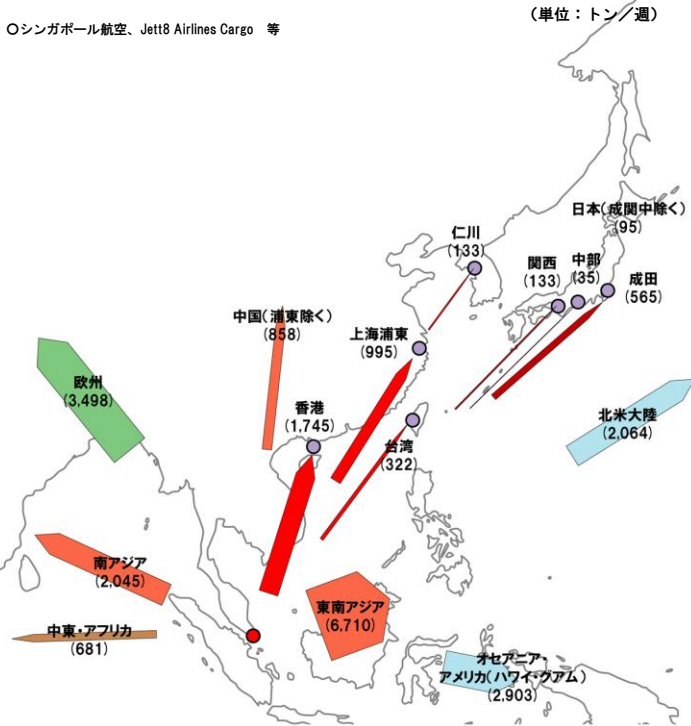 (単位:トン/週)
○シンガポール航空、Jett8 Airlines Cargo 等
日本(成関中除く)
(95)
仁川
(133)
関西
(133)
中部
(35)
成田
(565)
中国(浦東除く)
(858)
上海浦東
(995)
欧州
(3,498)
香港
(1,745)
台湾
(322)
北米大陸
(2,064)
南アジア
(2,045)
東南アジア
(6,710)
中東・アフリカ
(681)
オセアニア・
アメリカ(ハワイ・グアム)
(2,903)